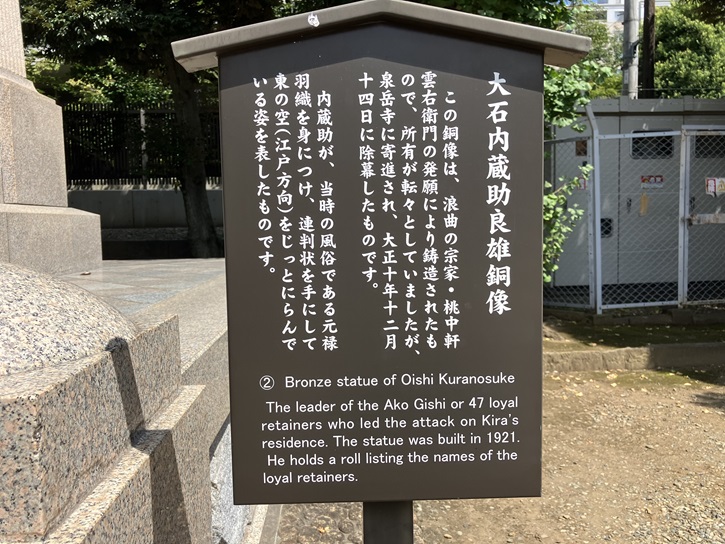 大石内蔵助良雄銅像
この銅像は、浪曲の宗家・桃中軒
雲右衛門の発願により鋳造されたも
ので、所有が転々としていましたが、
泉岳寺に寄進され、大正十年十二月
十四日に除幕したものです。
内蔵助が、当時の風俗である元禄
羽織を身につけ、連判状を手にして
東の空(江戸方向)をじっとにらんで
いる姿を表したものです。
② Bronze statue of Oishi Kuranosuke
The leader of the Ako Gishi or 47 loyal
retainers who led the attack on Kira's
residence. The statue was built in 1921.
He holds a roll listing the names of the
loyal retainers.